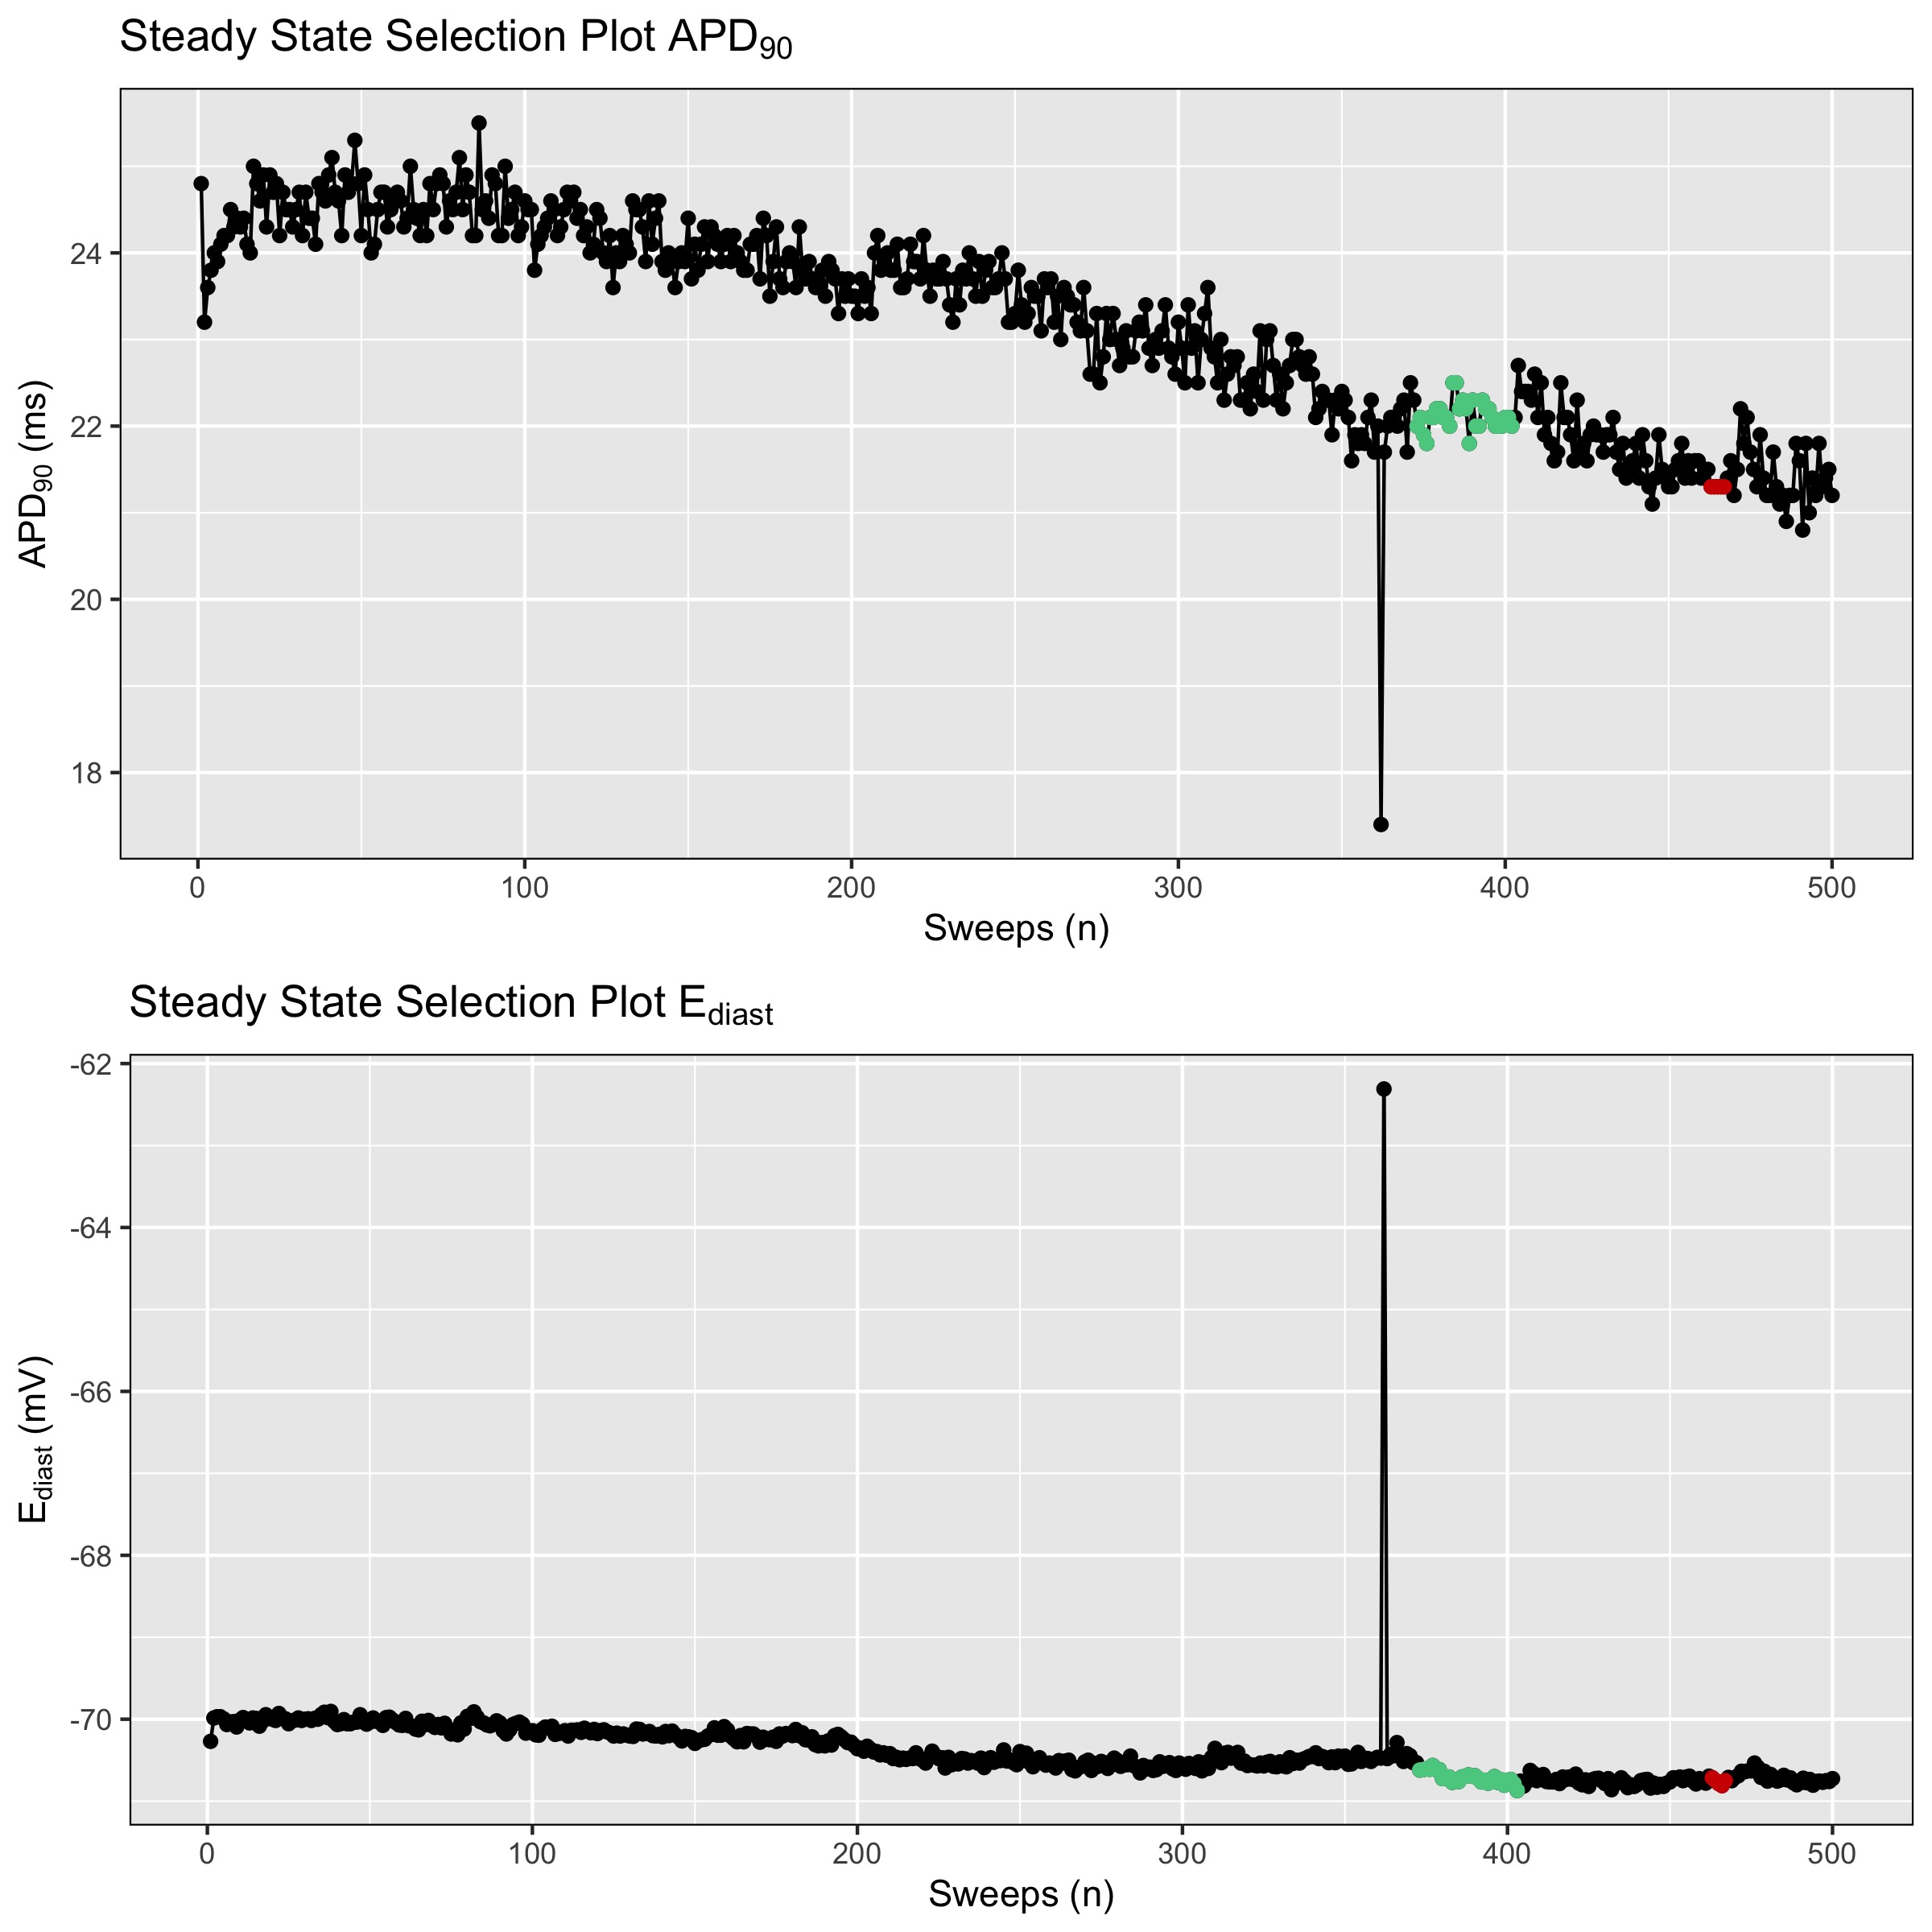 Steady State Selection Plot APD90
24
22
20
18
APD90 (ms)
0 100 200 300 400 500
Sweeps (n)
Steady State Selection Plot Ediast
-62
-64
-66
-68
-70
Ediast (mV)
0 100 200 300 400 500
Sweeps (n)